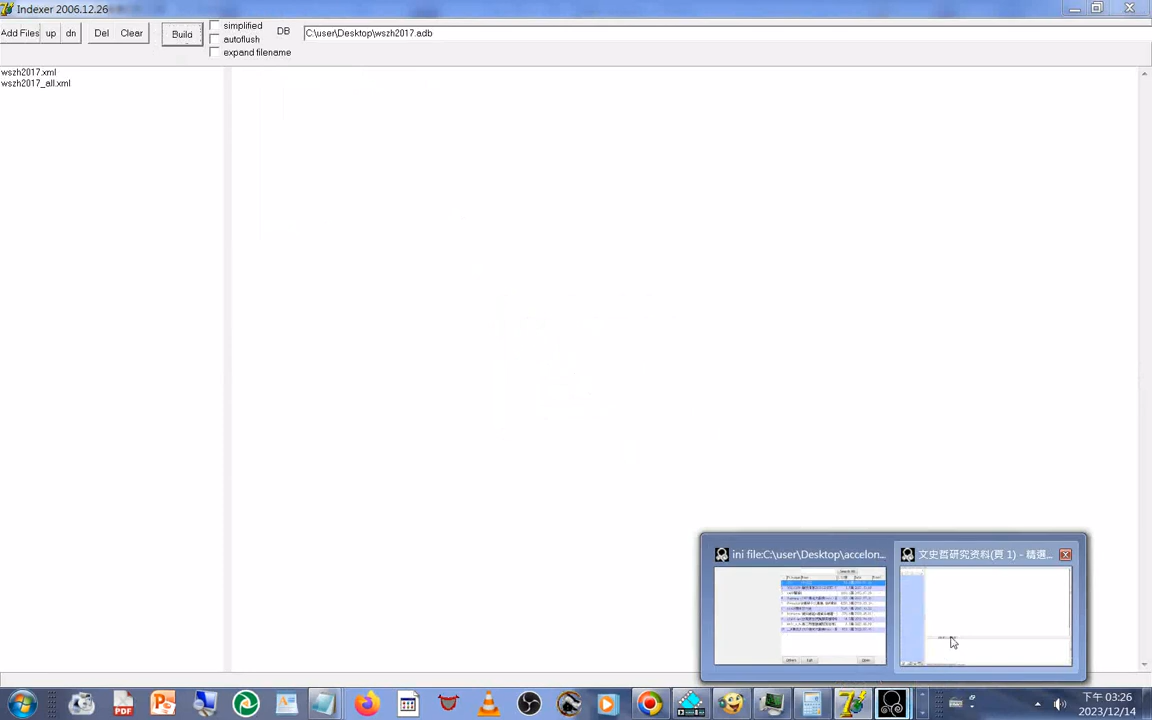 Indexer 2006.12.26
Add Files up dn Del Clear Build
simplified
autoflush
expand filename
DB C:\user\Desktop\wszh2017.adb
wszh2017.xml
wszh2017_all.xml
ini file:C:\user\Desktop\accelon...
文史哲研究资料(頁 1) - 精選...
下午 03:26
2023/12/14